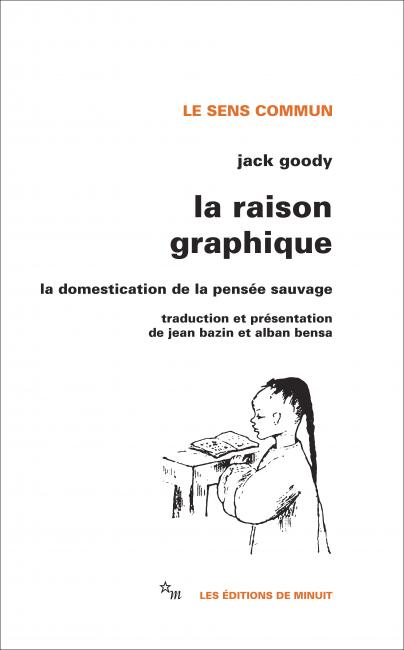 LE SENS COMMUN
jack goody
la raison
graphique
la domestication de la pensée sauvage
traduction et présentation
de jean bazin et alban bensa
m LES ÉDITIONS DE MINUIT